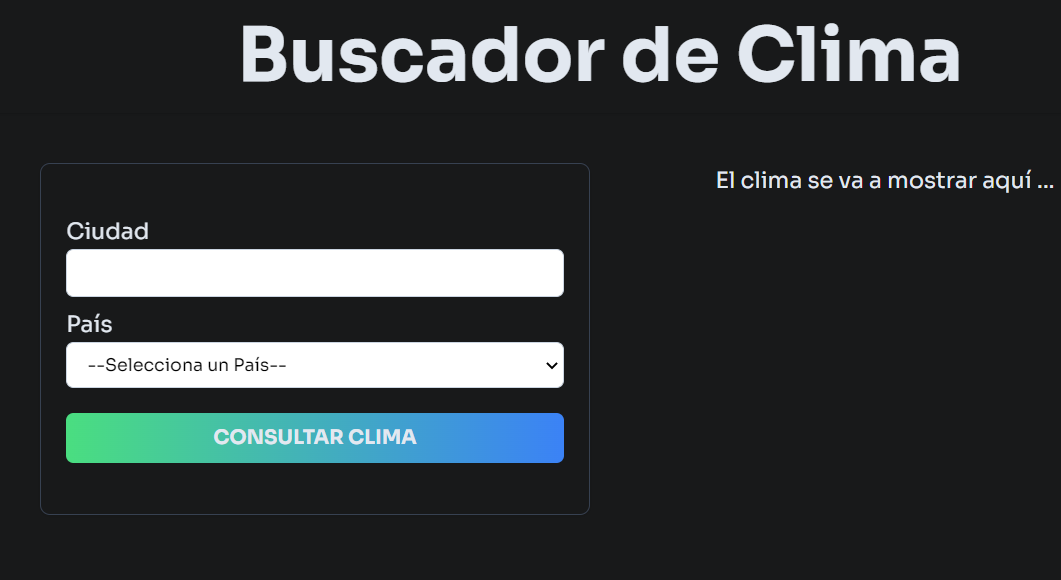 Buscador de Clima
Ciudad
País
--Selecciona un País--
CONSULTAR CLIMA
El clima se va a mostrar aquí ...